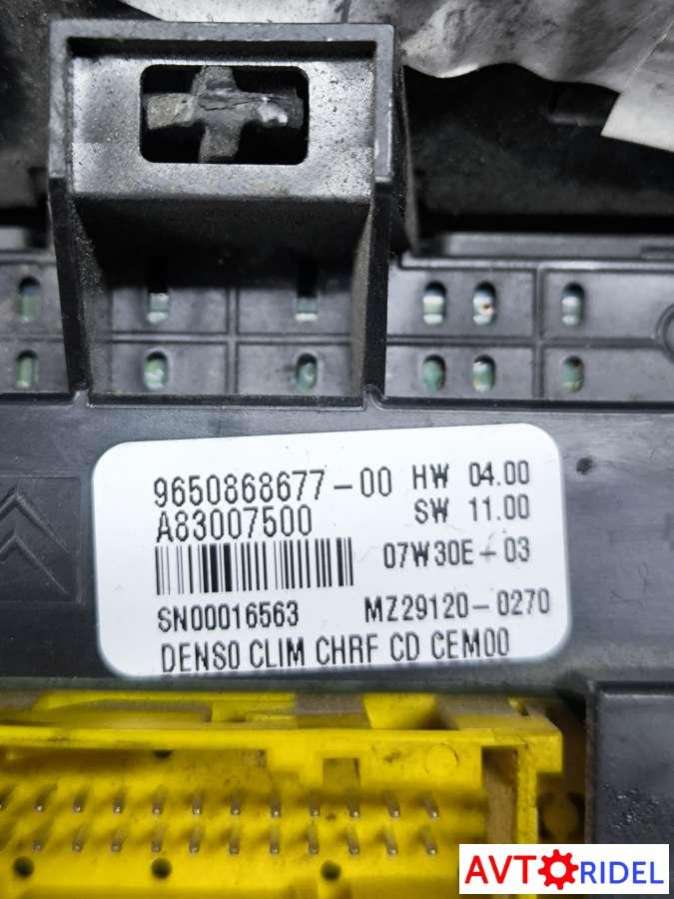 9650868677-00 HW 04.00
A83007500 SW 11.00
07W30E-03
SN00016563 MZ29120-0270
DENSO CLIM CHRF CD CEM00
AVTORIDEL